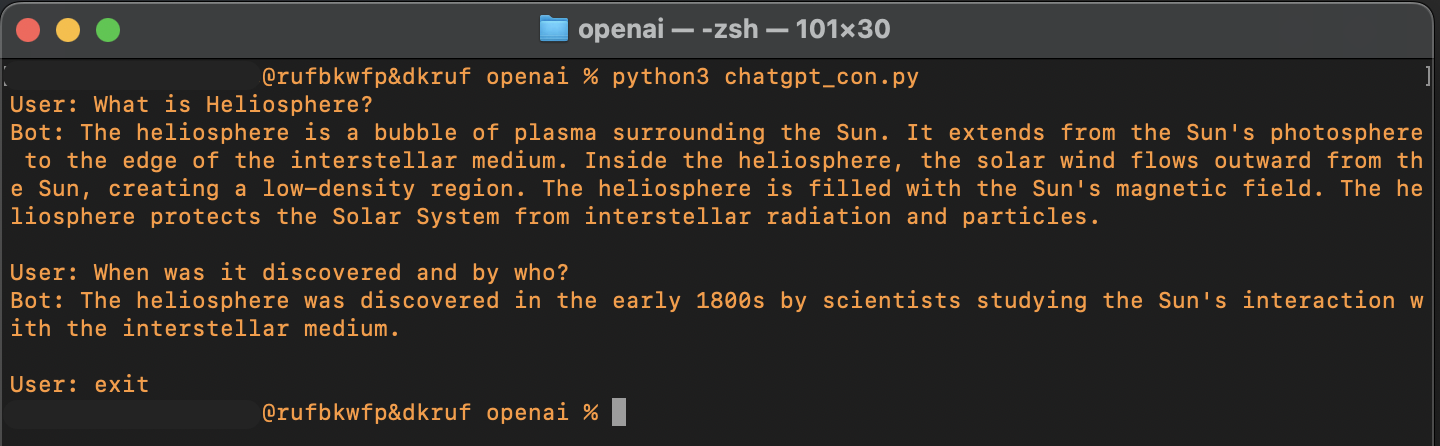 openai — -zsh — 101×30
@rufbkwfp&dkruf openai % python3 chatgpt_con.py
User: What is Heliosphere?
Bot: The heliosphere is a bubble of plasma surrounding the Sun. It extends from the Sun's photosphere
 to the edge of the interstellar medium. Inside the heliosphere, the solar wind flows outward from th
e Sun, creating a low-density region. The heliosphere is filled with the Sun's magnetic field. The he
liosphere protects the Solar System from interstellar radiation and particles.

User: When was it discovered and by who?
Bot: The heliosphere was discovered in the early 1800s by scientists studying the Sun's interaction w
ith the interstellar medium.

User: exit
@rufbkwfp&dkruf openai %